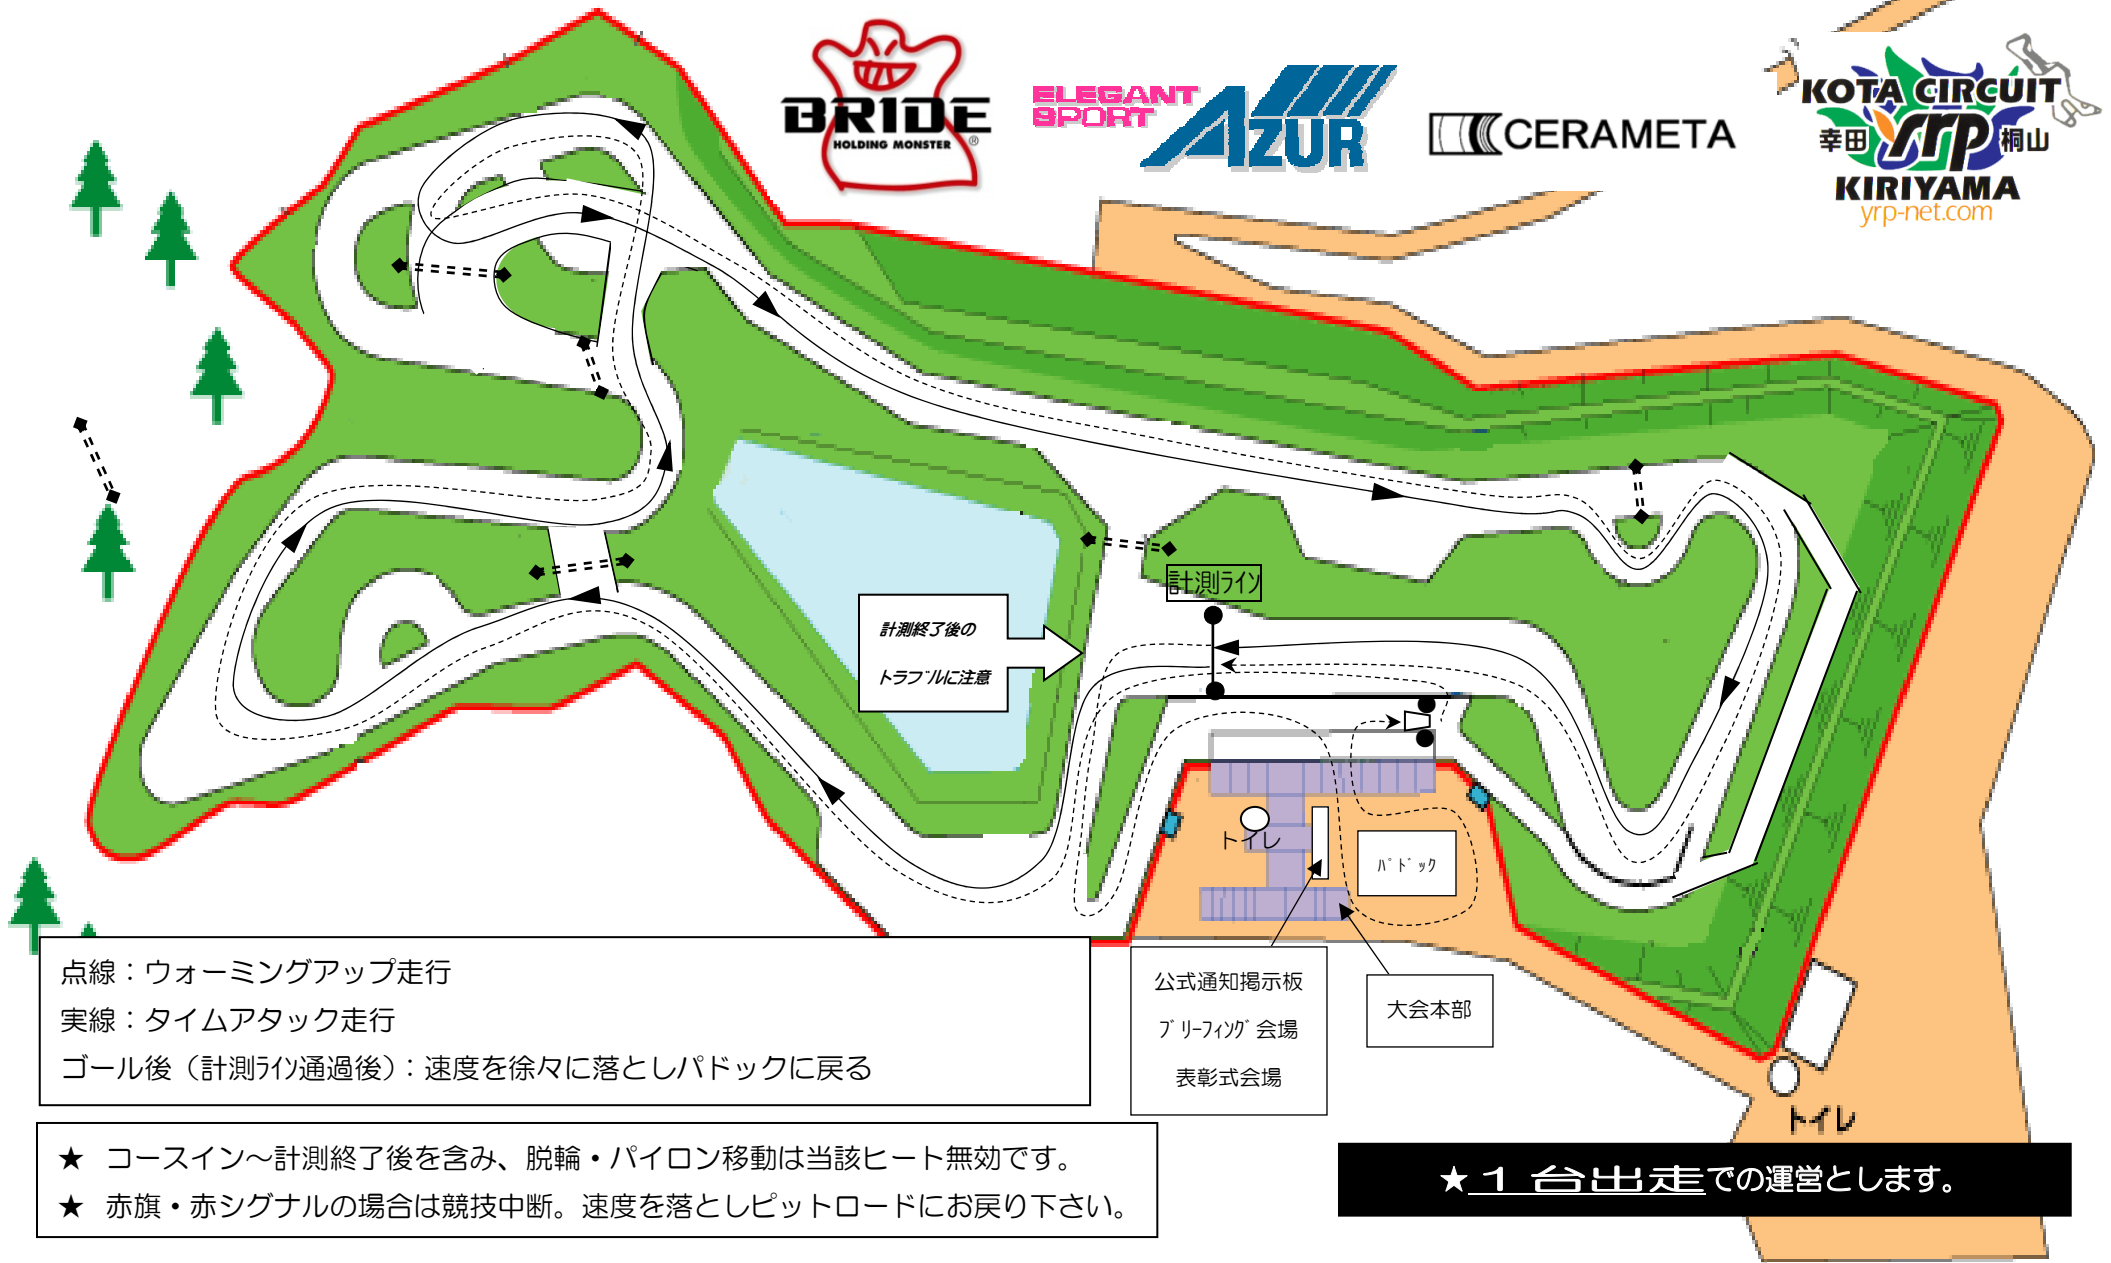 BRIDE
HOLDING MONSTER
®
ELEGANT
SPORT
AZUR
CERAMETA
KOTA CIRCUIT
幸田 yrp 桐山
KIRIYAMA
yrp-net.com
計測ﾗｲﾝ
計測終了後の
トラブルに注意
トイレ
ﾊﾟﾄﾞｯｸ
公式通知掲示板
ﾌﾞﾘｰﾌｨﾝｸﾞ会場
表彰式会場
大会本部
トイレ
点線：ウォーミングアップ走行
実線：タイムアタック走行
ゴール後（計測ﾗｲﾝ通過後）：速度を徐々に落としパドックに戻る
★ コースイン～計測終了後を含み、脱輪・パイロン移動は当該ヒート無効です。
★ 赤旗・赤シグナルの場合は競技中断。速度を落としピットロードにお戻り下さい。
★１台出走での運営とします。